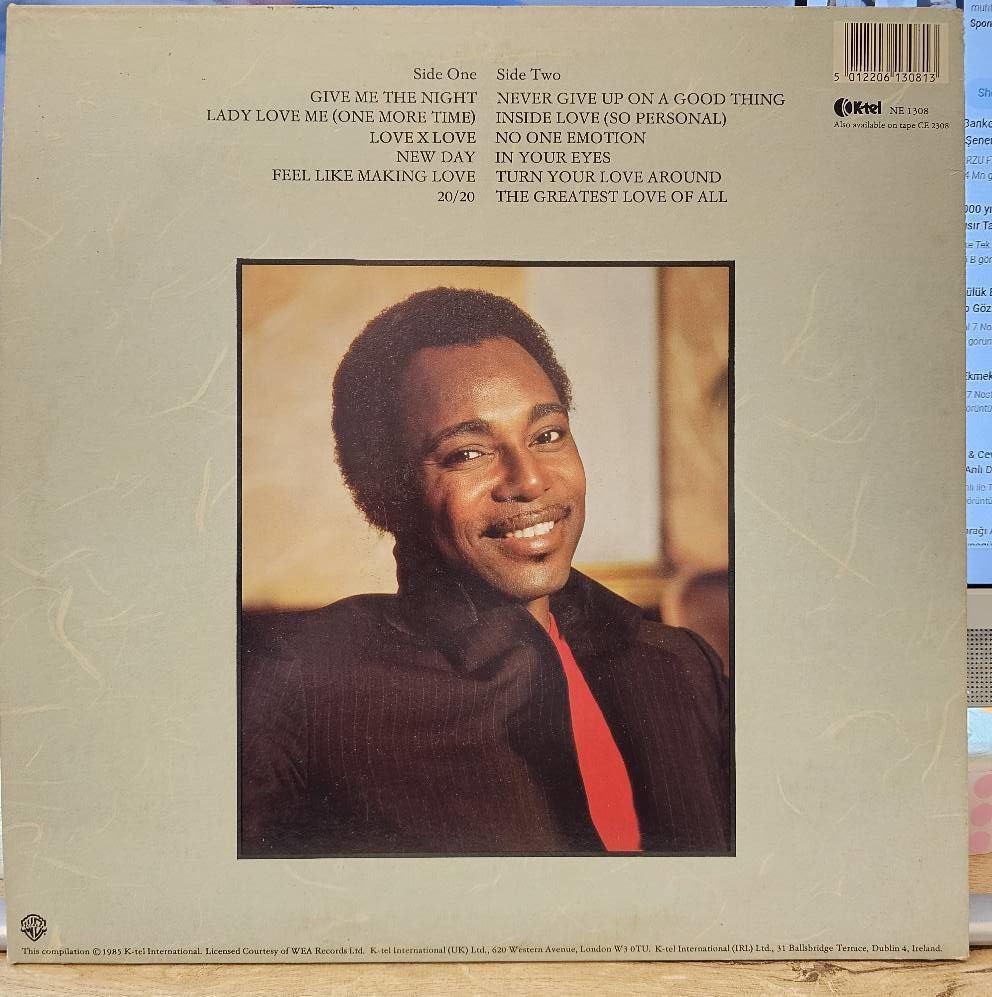 Side One
GIVE ME THE NIGHT
LADY LOVE ME (ONE MORE TIME)
LOVE X LOVE
NEW DAY
FEEL LIKE MAKING LOVE
20/20
Side Two
NEVER GIVE UP ON A GOOD THING
INSIDE LOVE (SO PERSONAL)
NO ONE EMOTION
IN YOUR EYES
TURN YOUR LOVE AROUND
THE GREATEST LOVE OF ALL
5 012206 130813
K-tel NE 1308
Also available on tape CE 2308
This compilation © 1985 K-tel International. Licensed Courtesy of WEA Records Ltd. K-tel International (UK) Ltd., 620 Western Avenue, London W3 0TU. K-tel International (IRL) Ltd., 31 Ballsbridge Terrace, Dublin 4, Ireland.